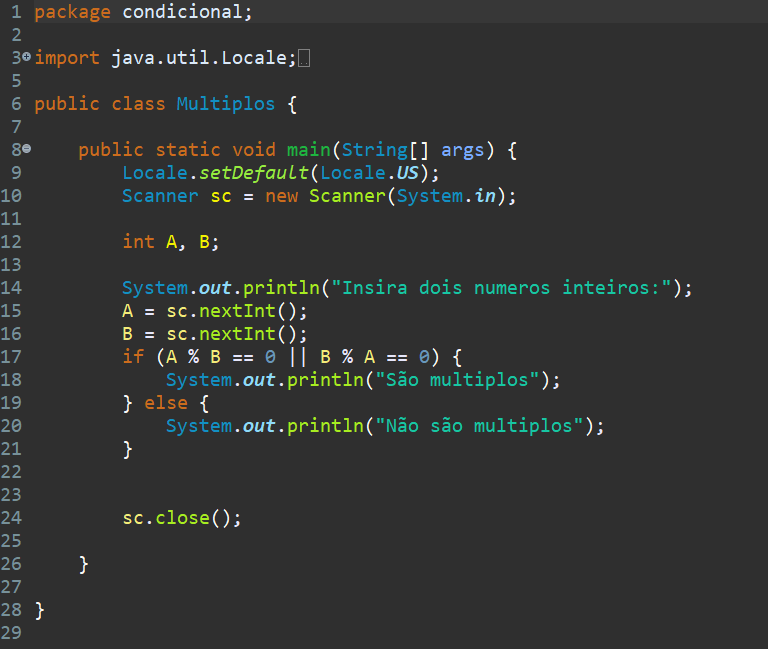 1 package condicional;
2
3 import java.util.Locale;
5
6 public class Multiplos {
7
8     public static void main(String[] args) {
9         Locale.setDefault(Locale.US);
10         Scanner sc = new Scanner(System.in);
11
12         int A, B;
13
14         System.out.println("Insira dois numeros inteiros:");
15         A = sc.nextInt();
16         B = sc.nextInt();
17         if (A % B == 0 || B % A == 0) {
18             System.out.println("São multiplos");
19         } else {
20             System.out.println("Não são multiplos");
21         }
22
23
24         sc.close();
25
26     }
27
28 }
29